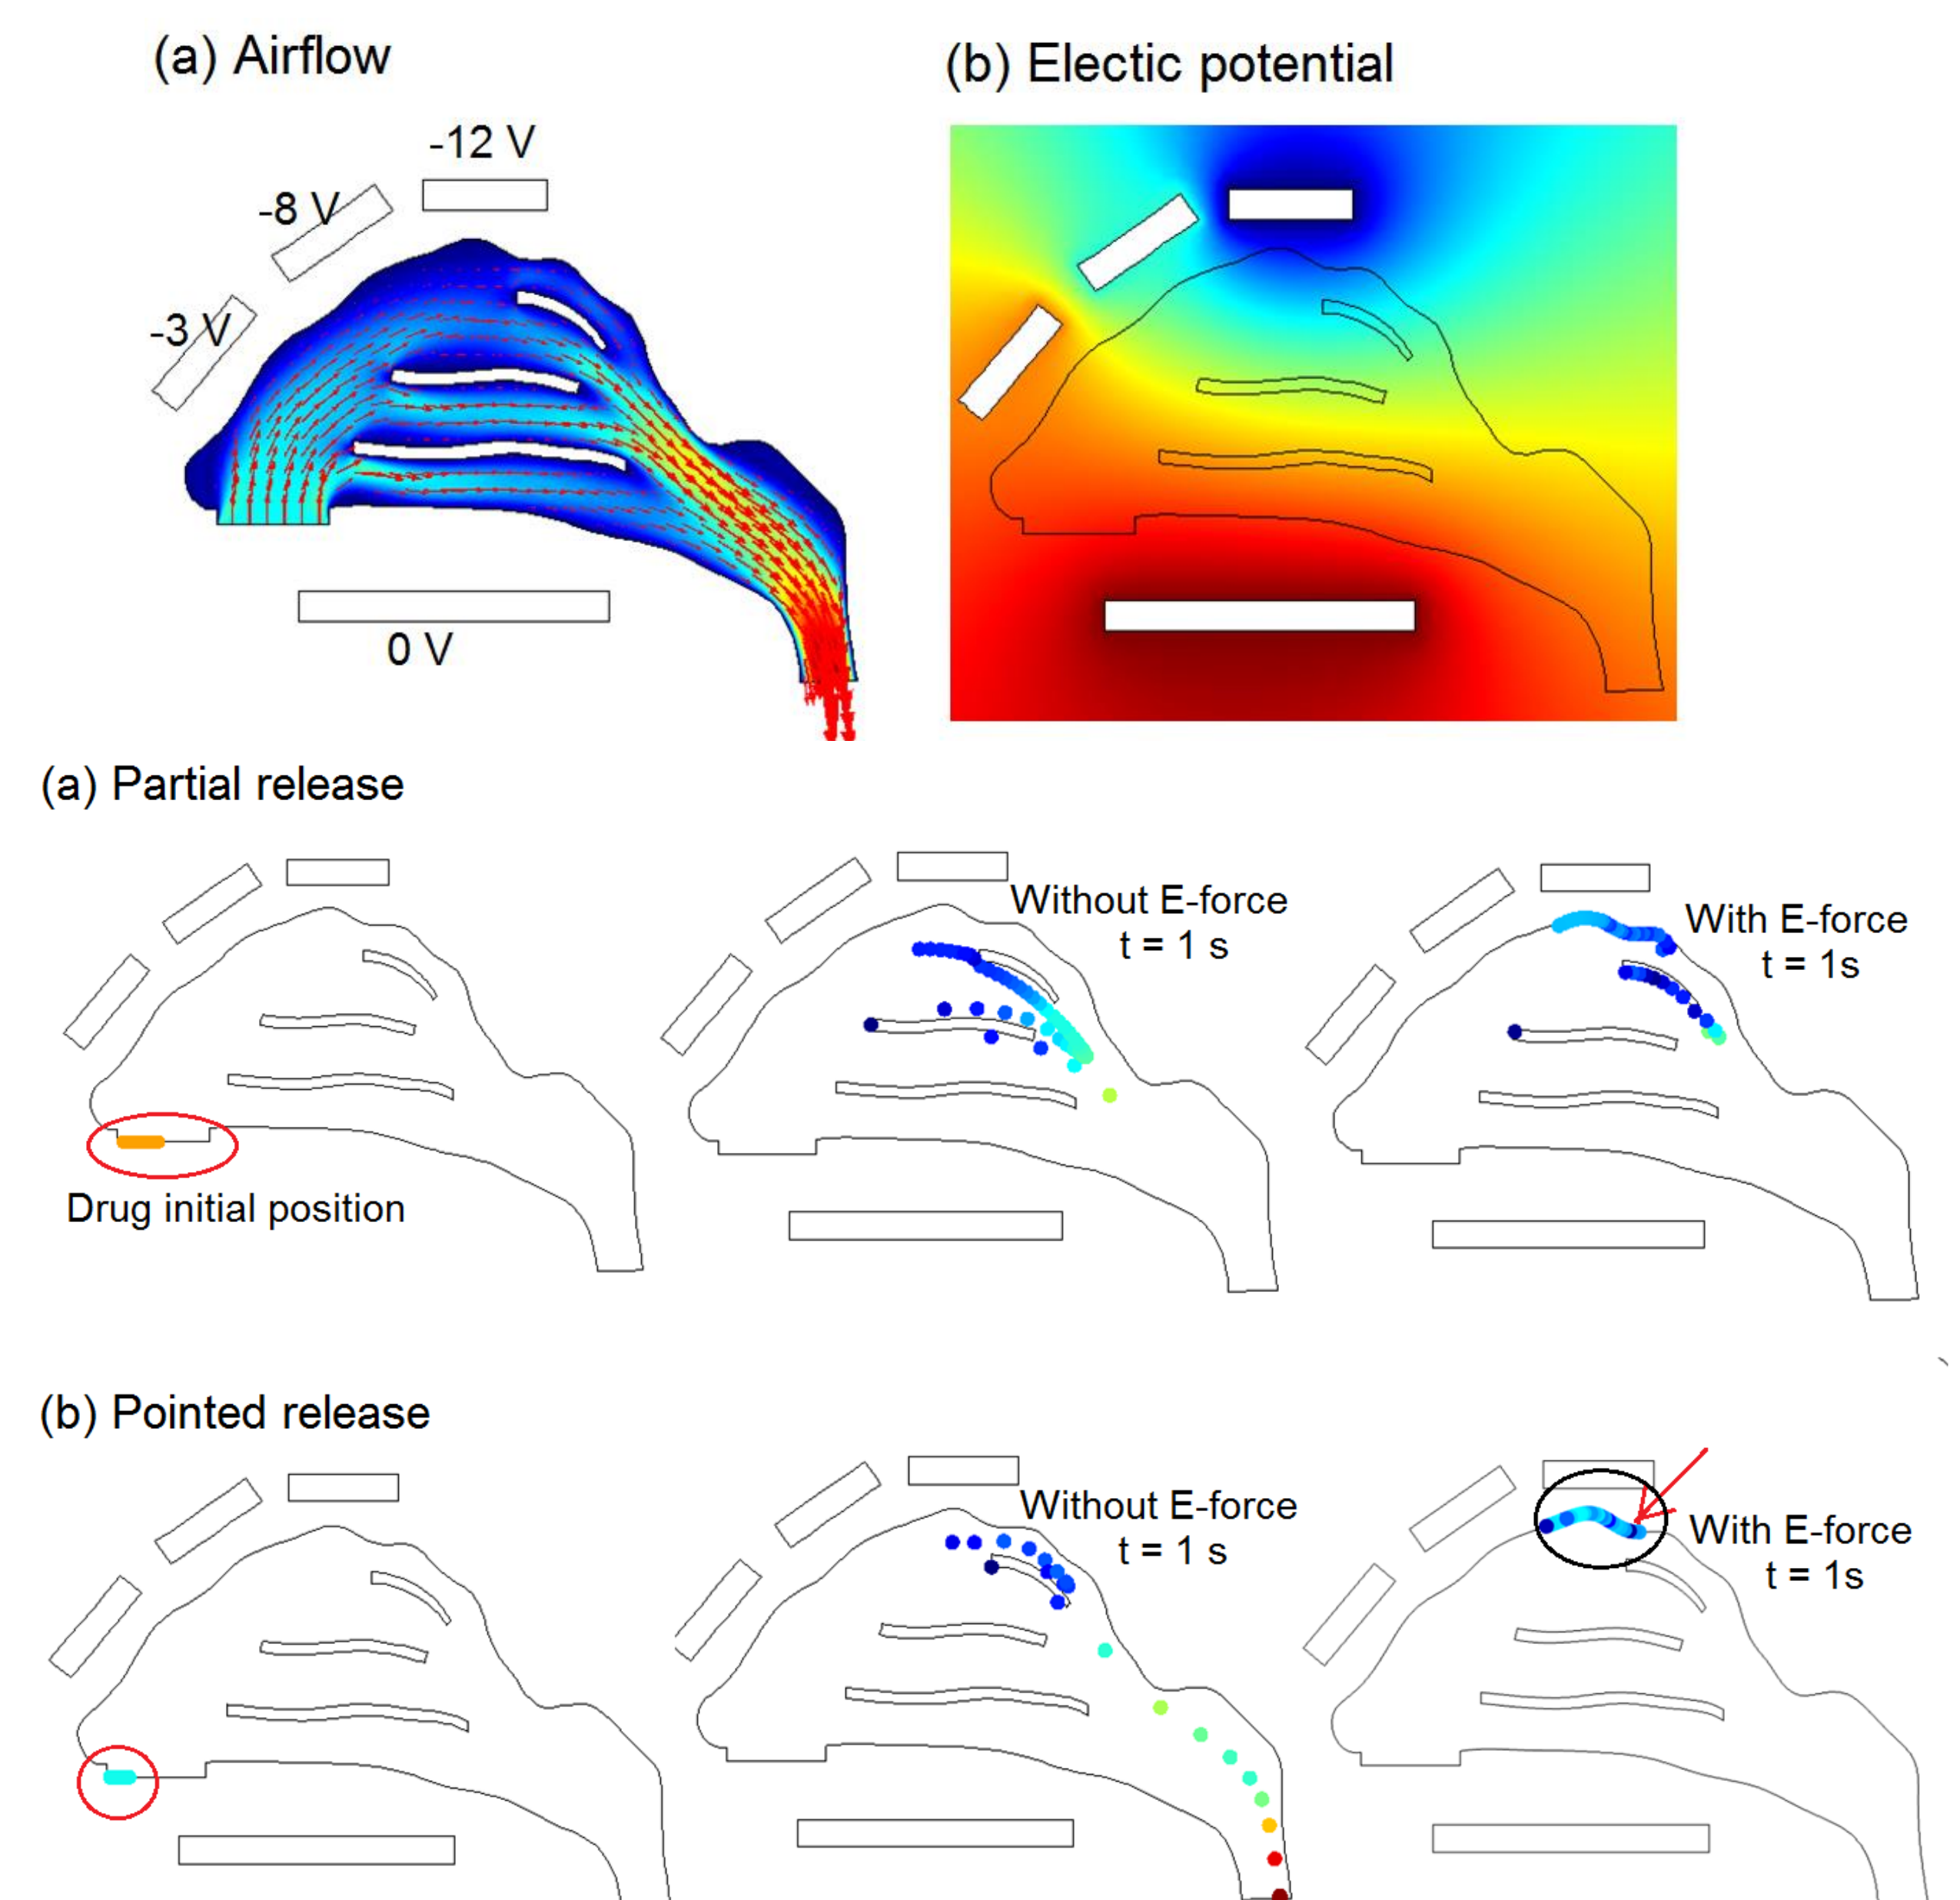 (a) Airflow
(b) Electic potential
-12 V
-8 V
-3 V
0 V
(a) Partial release
Without E-force
t = 1 s
With E-force
t = 1s
Drug initial position
(b) Pointed release
Without E-force
t = 1 s
With E-force
t = 1s